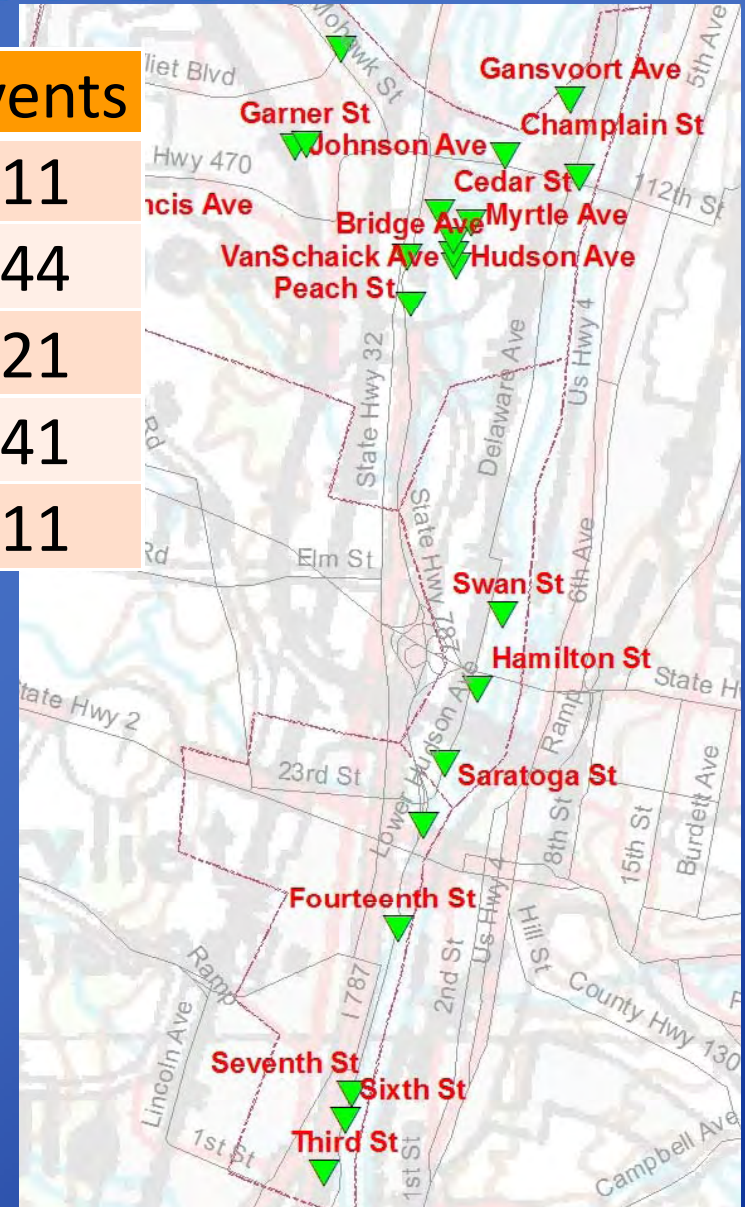 vents
11
44
21
41
11
Mohawk St
5th Ave
Gansvoort Ave
liet Blvd
Garner St
Champlain St
Johnson Ave
Hwy 470
Cedar St
112th St
ncis Ave
Myrtle Ave
Bridge Ave
VanSchaick Ave
Hudson Ave
Peach St
State Hwy 32
Delaware Ave
Us Hwy 4
Rd
State Hwy 787
Rd
Elm St
6th Ave
Swan St
Hamilton St
State H
tate Hwy 2
Lower Hudson Ave
Ramp
23rd St
Saratoga St
8th St
15th St
Burdett Ave
vliet
Fourteenth St
Us Hwy 4
Hill St
Ramp
I 787
2nd St
County Hwy 130
Lincoln Ave
Seventh St
Sixth St
Third St
1st St
1st St
Campbell Ave